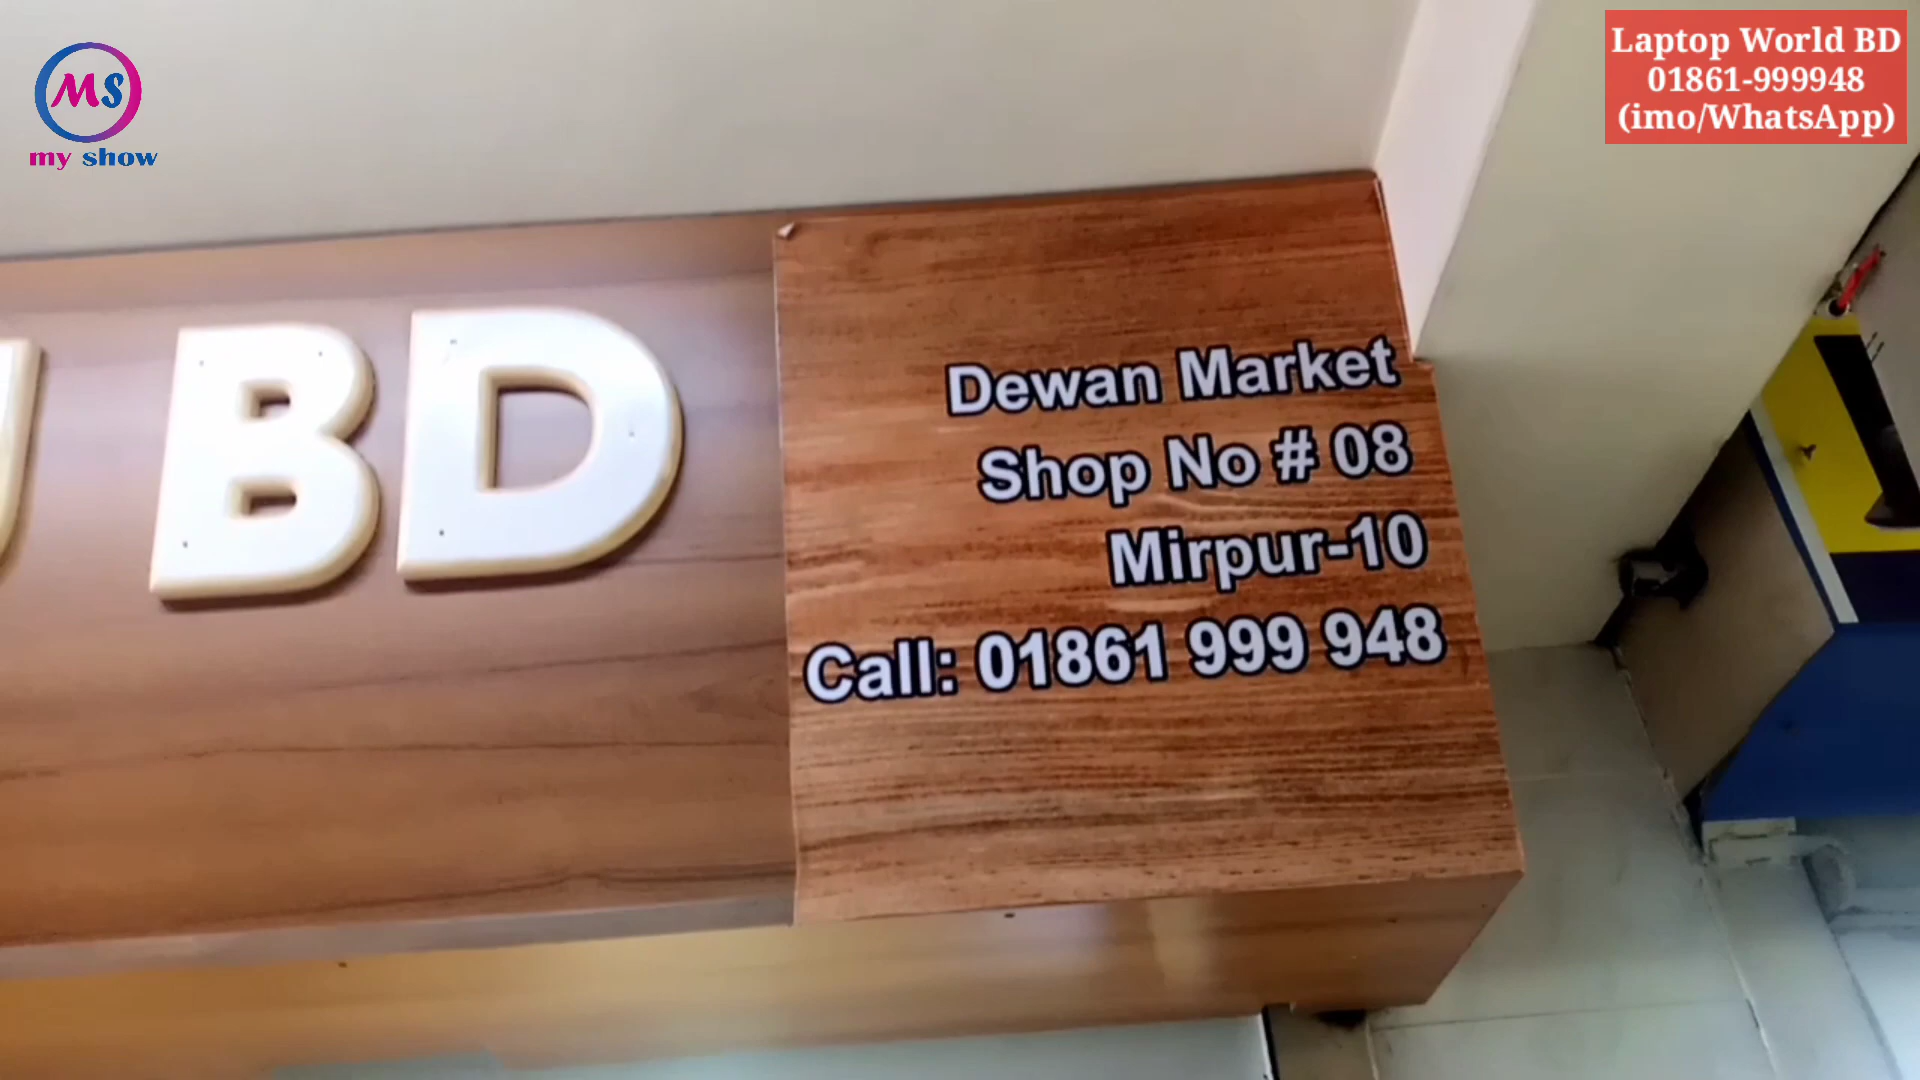 MS
my show
Laptop World BD
01861-999948
(imo/WhatsApp)
BD
Dewan Market
Shop No # 08
Mirpur-10
Call: 01861 999 948